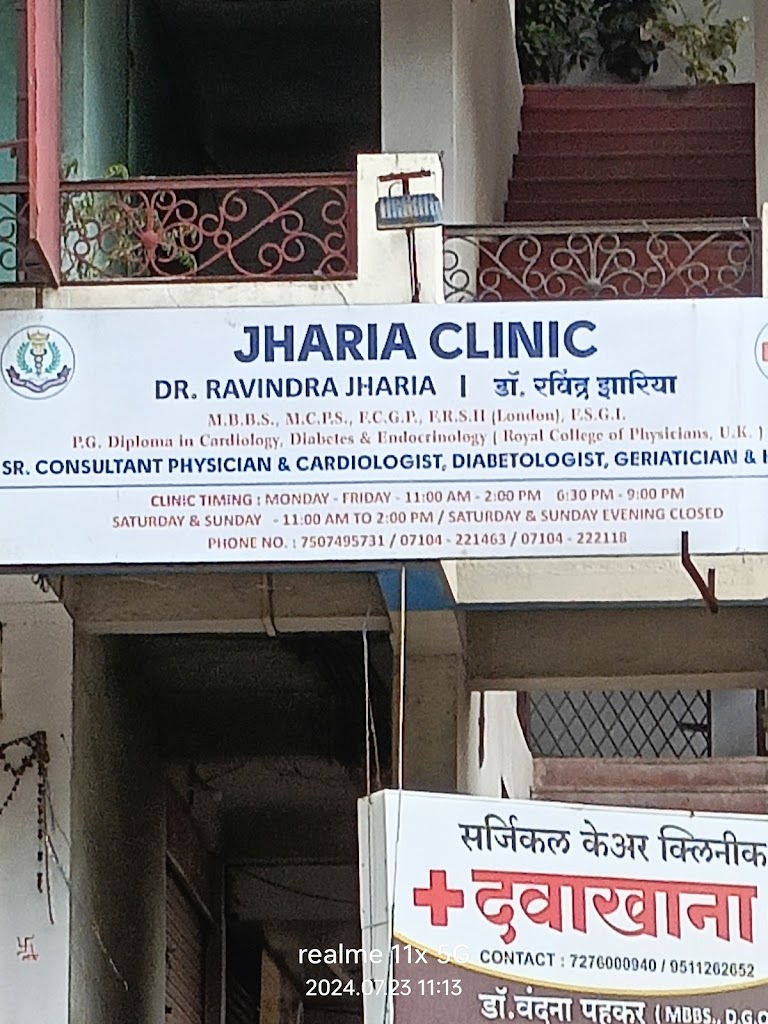 JHARIA CLINIC
DR. RAVINDRA JHARIA | डॉ. रविंद्र झारिया
M.B.B.S., M.C.P.S., F.C.G.P., F.R.S.H (London), F.S.G.I.
P.G. Diploma in Cardiology, Diabetes & Endocrinology ( Royal College of Physicians, U.K. )
SR. CONSULTANT PHYSICIAN & CARDIOLOGIST, DIABETOLOGIST, GERIATICIAN &
CLINIC TIMING : MONDAY - FRIDAY - 11:00 AM - 2:00 PM 6:30 PM - 9:00 PM
SATURDAY & SUNDAY - 11:00 AM TO 2:00 PM / SATURDAY & SUNDAY EVENING CLOSED
PHONE NO. : 7507495731 / 07104 - 221463 / 07104 - 222118
सर्जिकल केअर क्लिनीक
दवाखाना
CONTACT : 7276000940 / 9511262652
डॉ.वंदना पहकर (MBBS., D.G.O
realme 11x 5G
2024.07.23 11:13